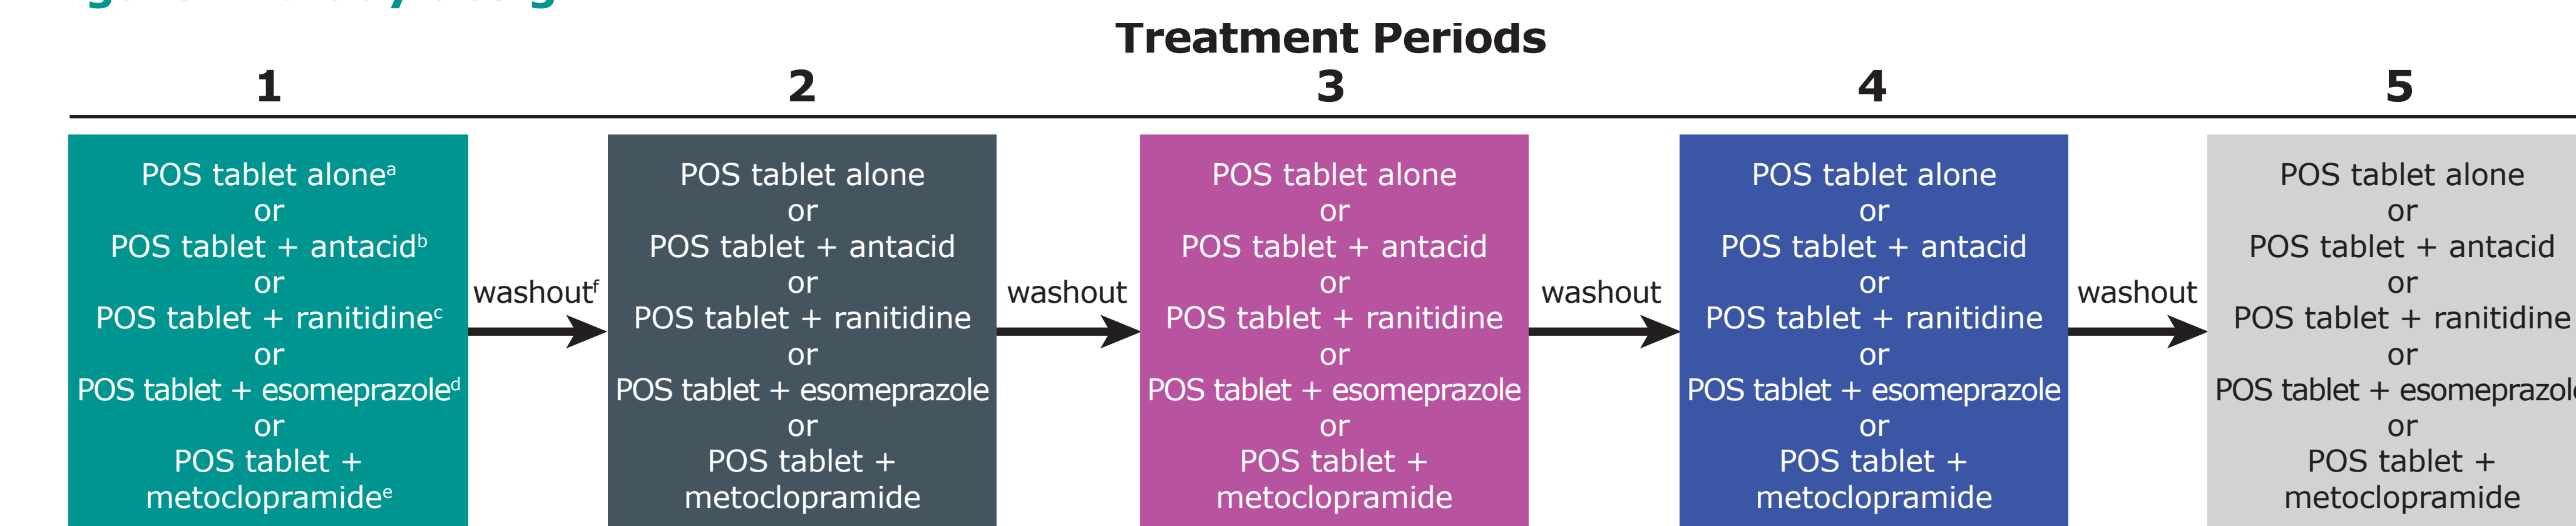 Treatment Periods
1 2 3 4 5
POS tablet aloneᵃ
or
POS tablet + antacidᵇ
or
POS tablet + ranitidineᶜ
or
POS tablet + esomeprazoleᵈ
or
POS tablet +
metoclopramideᵉ
washoutᶠ
POS tablet alone
or
POS tablet + antacid
or
POS tablet + ranitidine
or
POS tablet + esomeprazole
or
POS tablet +
metoclopramide
washout
POS tablet alone
or
POS tablet + antacid
or
POS tablet + ranitidine
or
POS tablet + esomeprazole
or
POS tablet +
metoclopramide
washout
POS tablet alone
or
POS tablet + antacid
or
POS tablet + ranitidine
or
POS tablet + esomeprazole
or
POS tablet +
metoclopramide
washout
POS tablet alone
or
POS tablet + antacid
or
POS tablet + ranitidine
or
POS tablet +
or
POS tablet +
metoclopramide